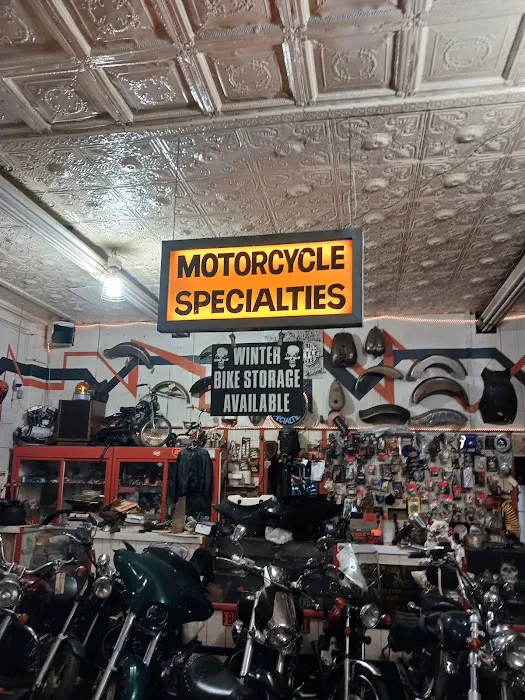 MOTORCYCLE
SPECIALTIES
WINTER
BIKE STORAGE
AVAILABLE